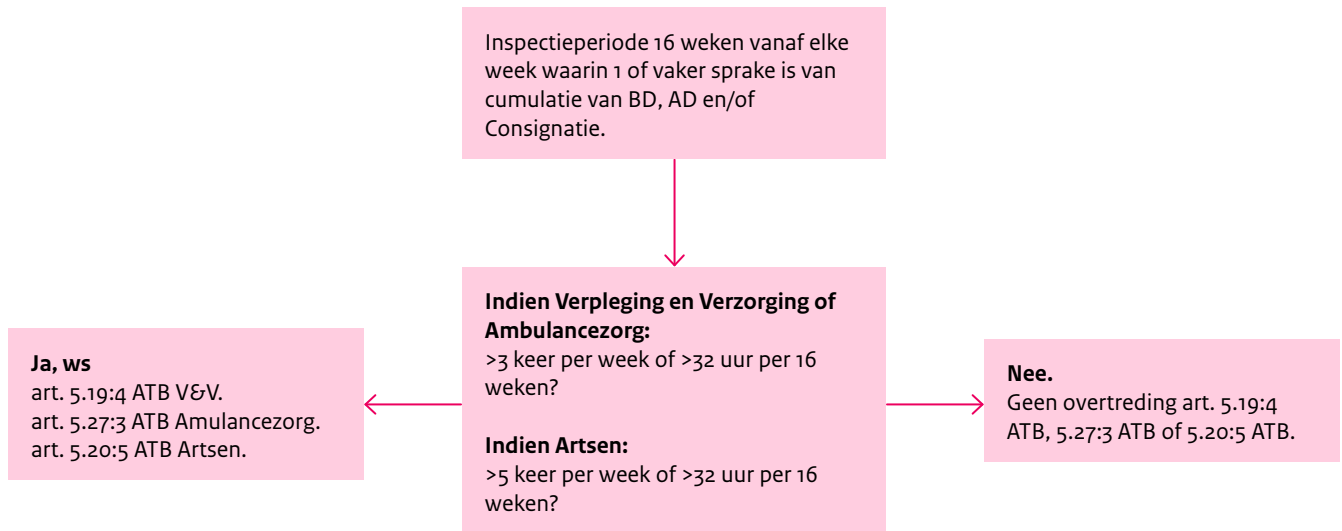 Inspectieperiode 16 weken vanaf elke
week waarin 1 of vaker sprake is van
cumulatie van BD, AD en/of
Consignatie.
Indien Verpleging en Verzorging of
Ambulancezorg:
>3 keer per week of >32 uur per 16
weken?
Indien Artsen:
>5 keer per week of >32 uur per 16
weken?
Ja, ws
art. 5.19:4 ATB V&V.
art. 5.27:3 ATB Amulancezorg.
art. 5.20:5 ATB Artsen.
Nee.
Geen overtreding art. 5.19:4
ATB, 5.27:3 ATB of 5.20:5 ATB.